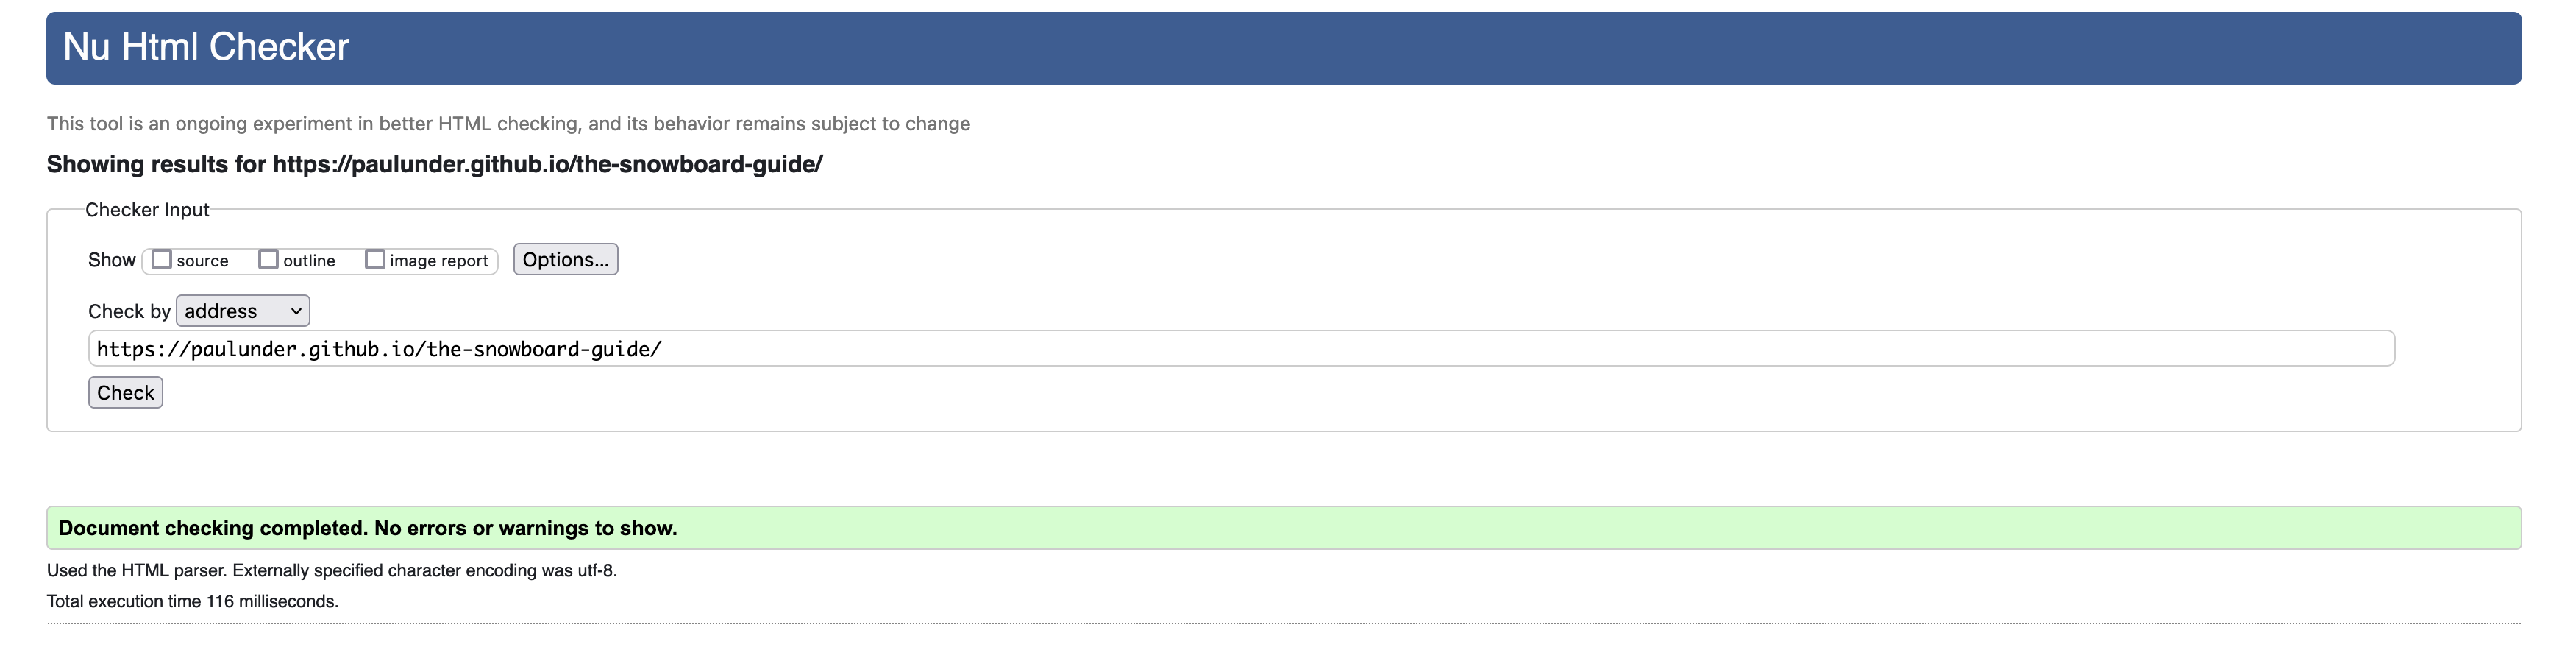 Nu Html Checker
This tool is an ongoing experiment in better HTML checking, and its behavior remains subject to change
Showing results for https://paulunder.github.io/the-snowboard-guide/
Checker Input
Show source outline image report Options...
Check by address
https://paulunder.github.io/the-snowboard-guide/
Check
Document checking completed. No errors or warnings to show.
Used the HTML parser. Externally specified character encoding was utf-8.
Total execution time 116 milliseconds.